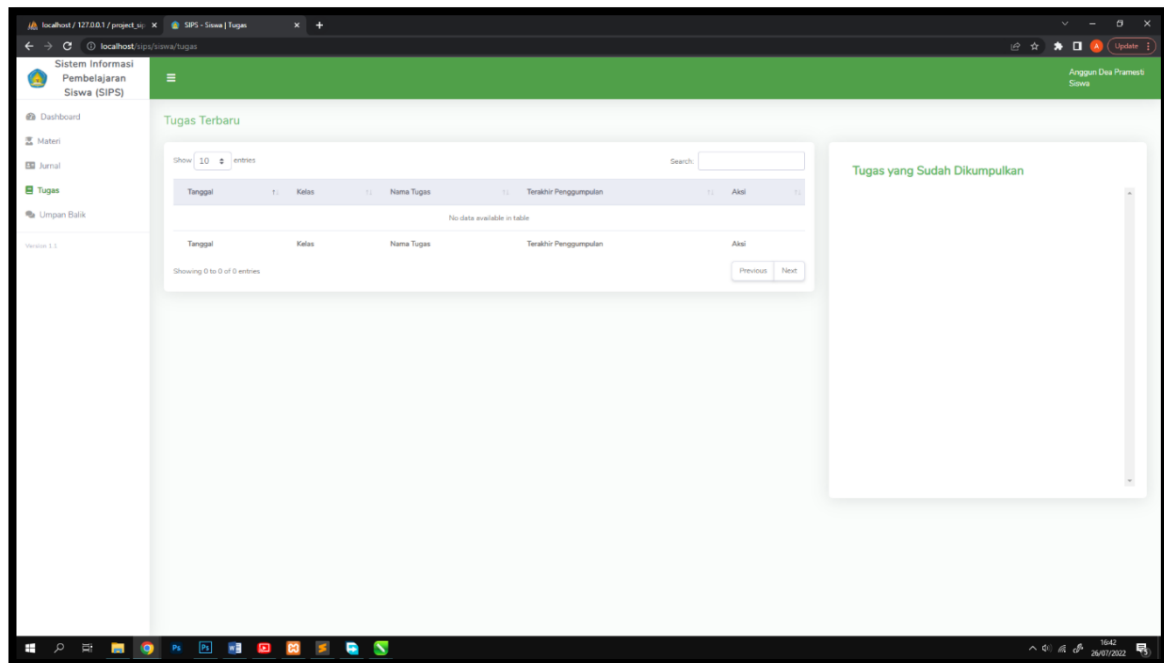 localhost / 127.0.0.1 / project_sip
SIPS - Siswa | Tugas
localhost/sips/siswa/tugas
A
Update
Sistem Informasi
Pembelajaran
Siswa (SIPS)
Anggun Dea Pramesti
Siswa
Dashboard
Materi
Jurnal
Tugas
Umpan Balik
Version 1.1
Tugas Terbaru
Show 10 entries
Search:
Tanggal Kelas Nama Tugas Terakhir Penggumpulan Aksi
No data available in table
Tanggal Kelas Nama Tugas Terakhir Penggumpulan Aksi
Showing 0 to 0 of 0 entries
Previous Next
Tugas yang Sudah Dikumpulkan
Ps Ps
16:42
26/07/2022